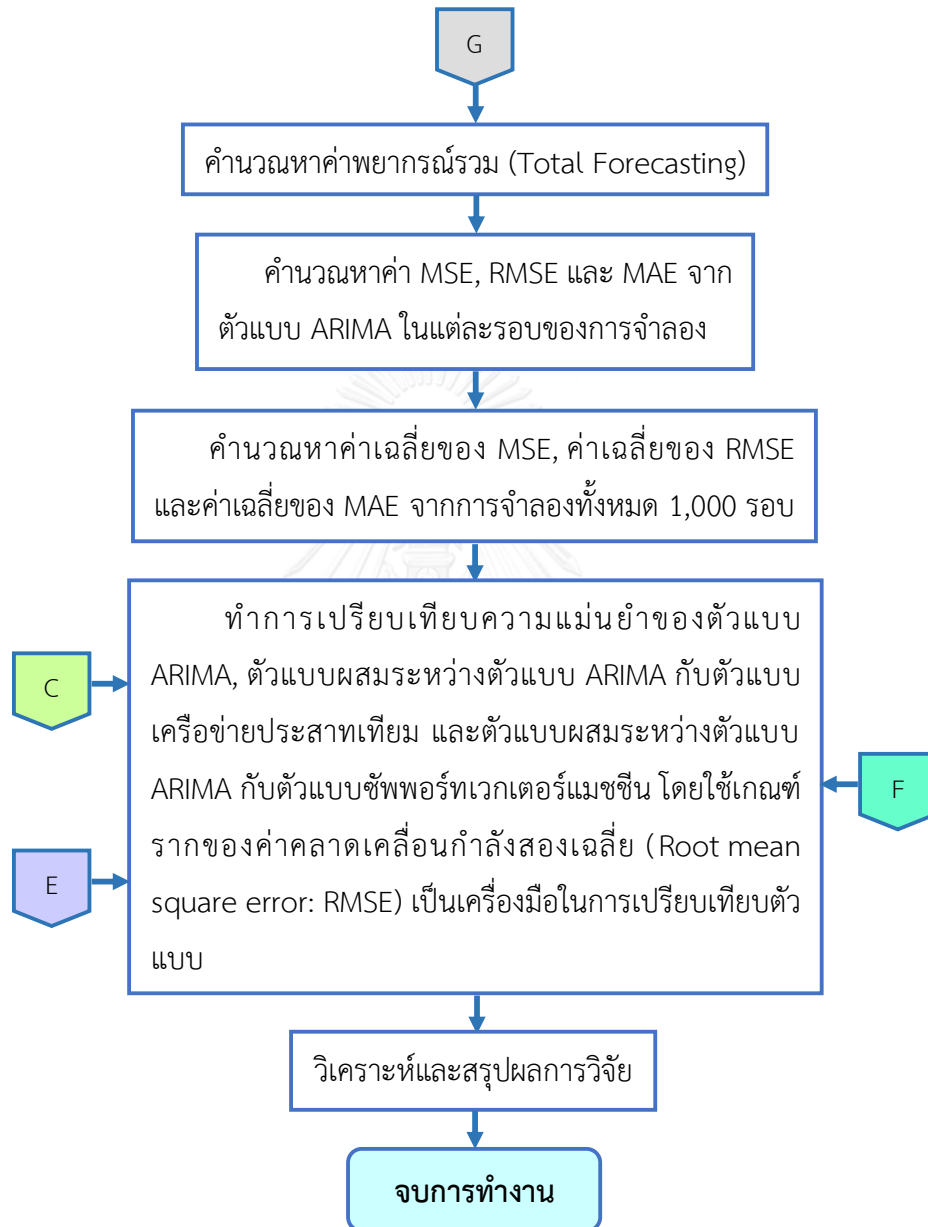 G
คำนวณหาค่าพยากรณ์รวม (Total Forecasting)
คำนวณหาค่า MSE, RMSE และ MAE จาก
ตัวแบบ ARIMA ในแต่ละรอบของการจำลอง
คำนวณหาค่าเฉลี่ยของ MSE, ค่าเฉลี่ยของ RMSE
และค่าเฉลี่ยของ MAE จากการจำลองทั้งหมด 1,000 รอบ
ทำการเปรียบเทียบความแม่นยำของตัวแบบ
ARIMA, ตัวแบบผสมระหว่างตัวแบบ ARIMA กับตัวแบบ
เครือข่ายประสาทเทียม และตัวแบบผสมระหว่างตัวแบบ
ARIMA กับตัวแบบซัพพอร์ทเวกเตอร์แมชชีน โดยใช้เกณฑ์
รากของค่าคลาดเคลื่อนกำลังสองเฉลี่ย (Root mean
square error: RMSE) เป็นเครื่องมือในการเปรียบเทียบตัว
แบบ
C
F
E
วิเคราะห์และสรุปผลการวิจัย
จบการทำงาน